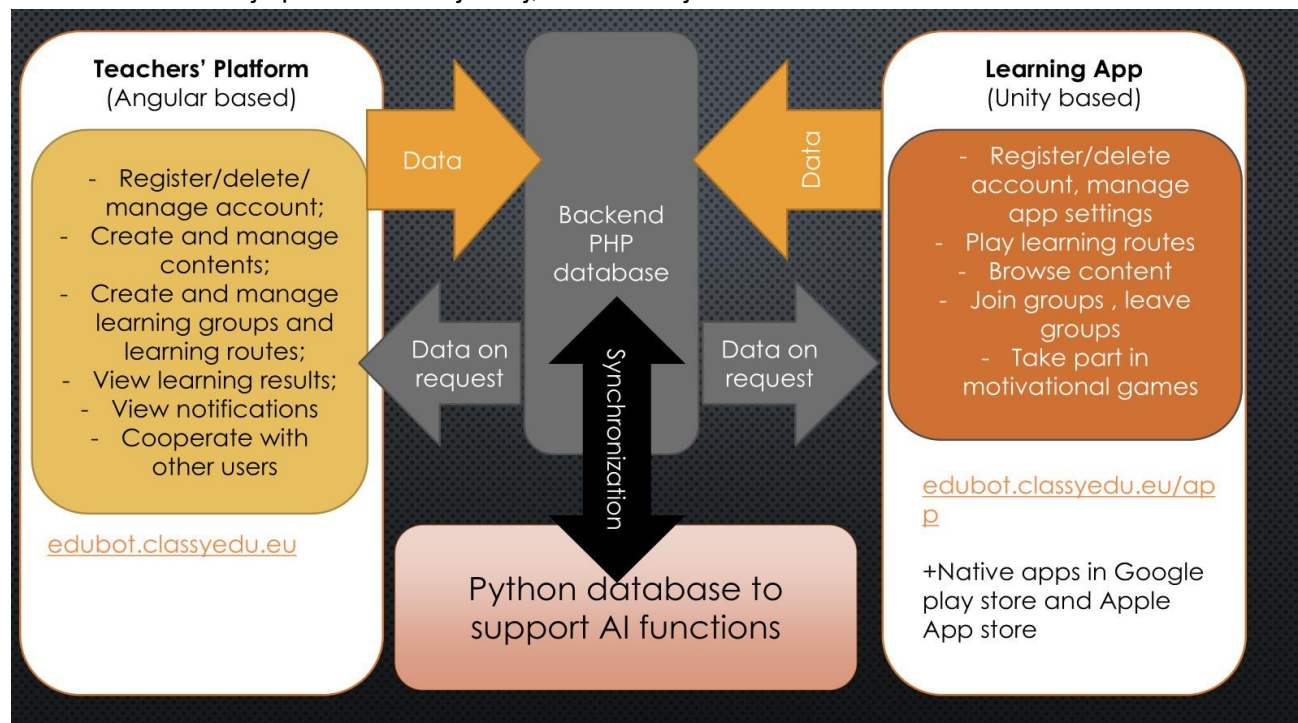 Teachers' Platform
(Angular based)
- Register/delete/
manage account;
- Create and manage
contents;
- Create and manage
learning groups and
learning routes;
- View learning results;
- View notifications
- Cooperate with
other users
edubot.classyedu.eu
Data
Data on
request
Backend
PHP
database
Synchronization
Data
Data on
request
Python database to
support AI functions
Learning App
(Unity based)
- Register/delete
account, manage
app settings
- Play learning routes
- Browse content
- Join groups , leave
groups
- Take part in
motivational games
edubot.classyedu.eu/ap
p
+Native apps in Google
play store and Apple
App store